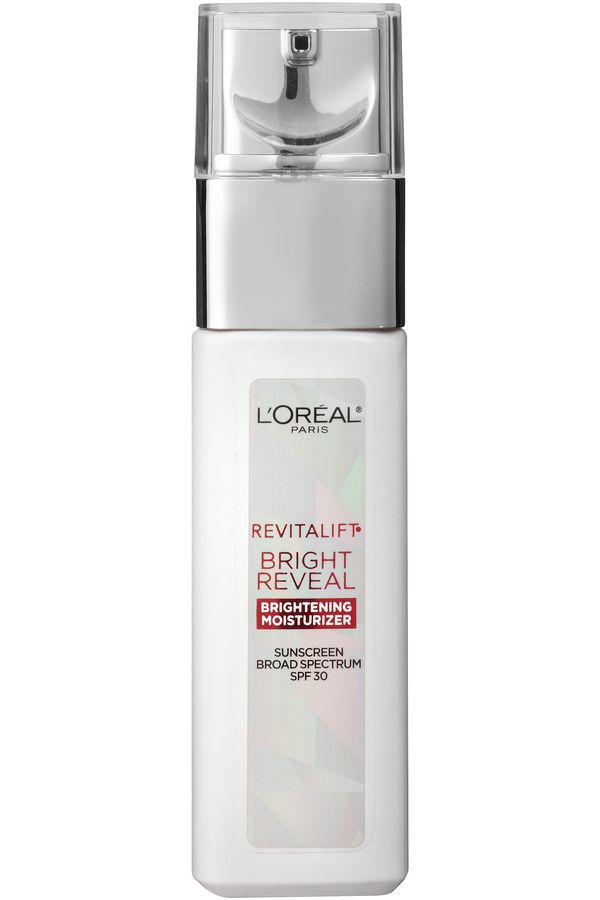 L'ORÉAL®
PARIS
REVITALIFT
BRIGHT
REVEAL
BRIGHTENING
MOISTURIZER
SUNSCREEN
BROAD SPECTRUM
SPF 30